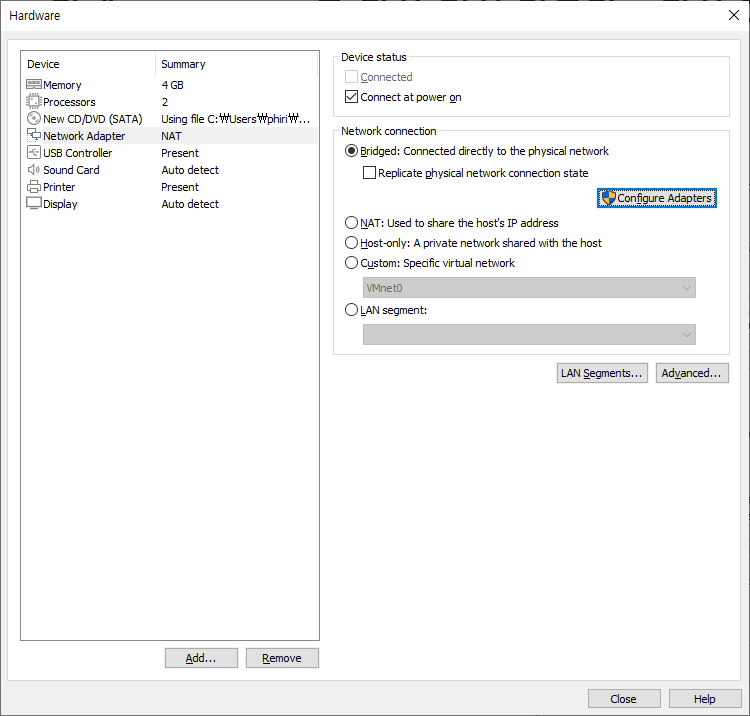 Hardware
Device Summary
Memory 4 GB
Processors 2
New CD/DVD (SATA) Using file C:₩Users₩phiri₩...
Network Adapter NAT
USB Controller Present
Sound Card Auto detect
Printer Present
Display Auto detect
Add...
Remove
Device status
Connected
Connect at power on
Network connection
Bridged: Connected directly to the physical network
Replicate physical network connection state
Configure Adapters
NAT: Used to share the host's IP address
Host-only: A private network shared with the host
Custom: Specific virtual network
VMnet0
LAN segment:
LAN Segments... Advanced...
Close Help